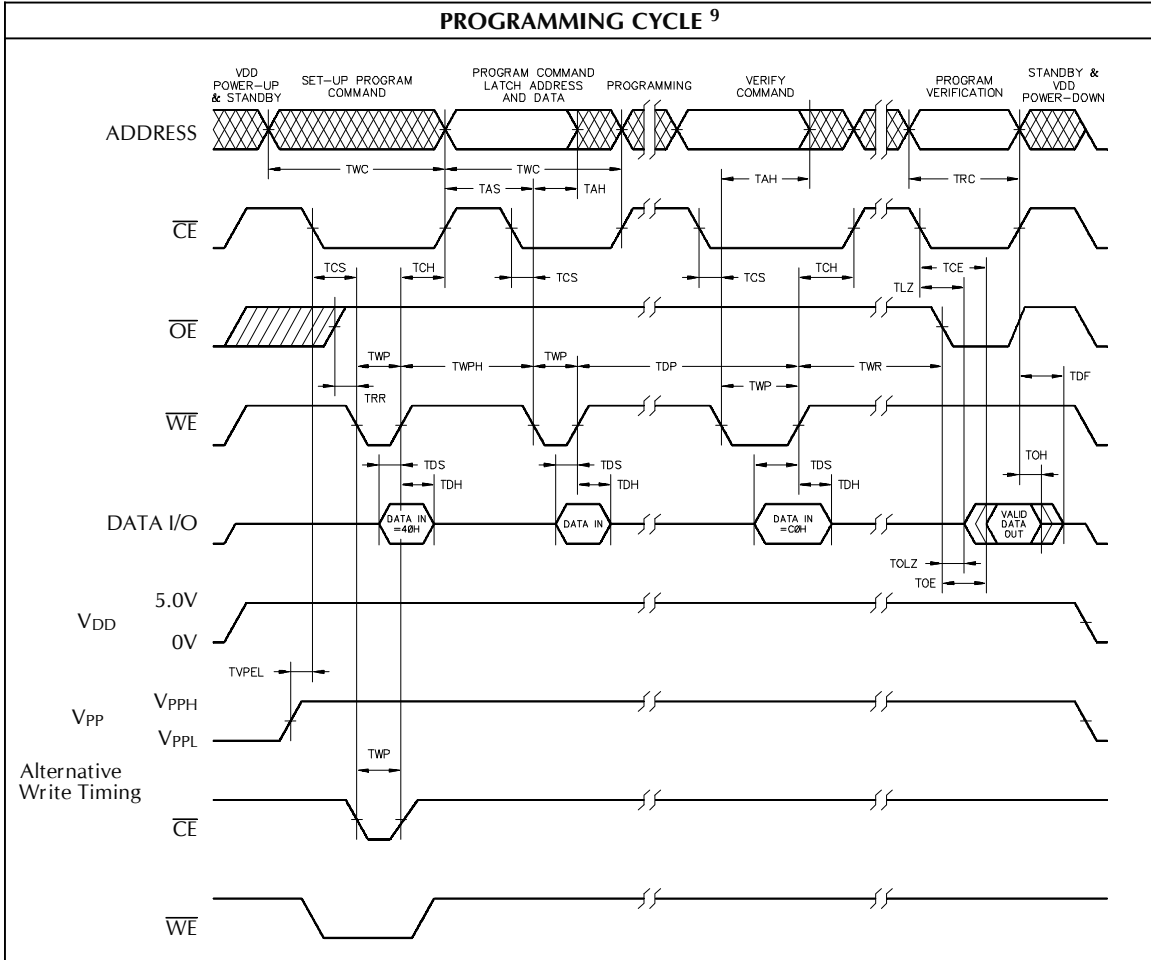 PROGRAMMING CYCLE 9
VDD
POWER-UP
& STANDBY
SET-UP PROGRAM
COMMAND
PROGRAM COMMAND
LATCH ADDRESS
AND DATA
PROGRAMMING
VERIFY
COMMAND
PROGRAM
VERIFICATION
STANDBY &
VDD
POWER-DOWN
ADDRESS
TWC
TWC
TAH
TRC
TAS
TAH
CE
TCS
TCH
TCS
TCS
TCH
TCE
TLZ
OE
TWP
TWPH
TWP
TDP
TWR
TDF
TWP
TRR
WE
TDS
TDS
TDS
TOH
TDH
TDH
TDH
DATA I/O
DATA IN
=40H
DATA IN
DATA IN
=C0H
VALID
DATA
OUT
TOLZ
TOE
5.0V
VDD
0V
TVPEL
VPPH
VPP
VPPL
TWP
Alternative
Write Timing
CE
WE